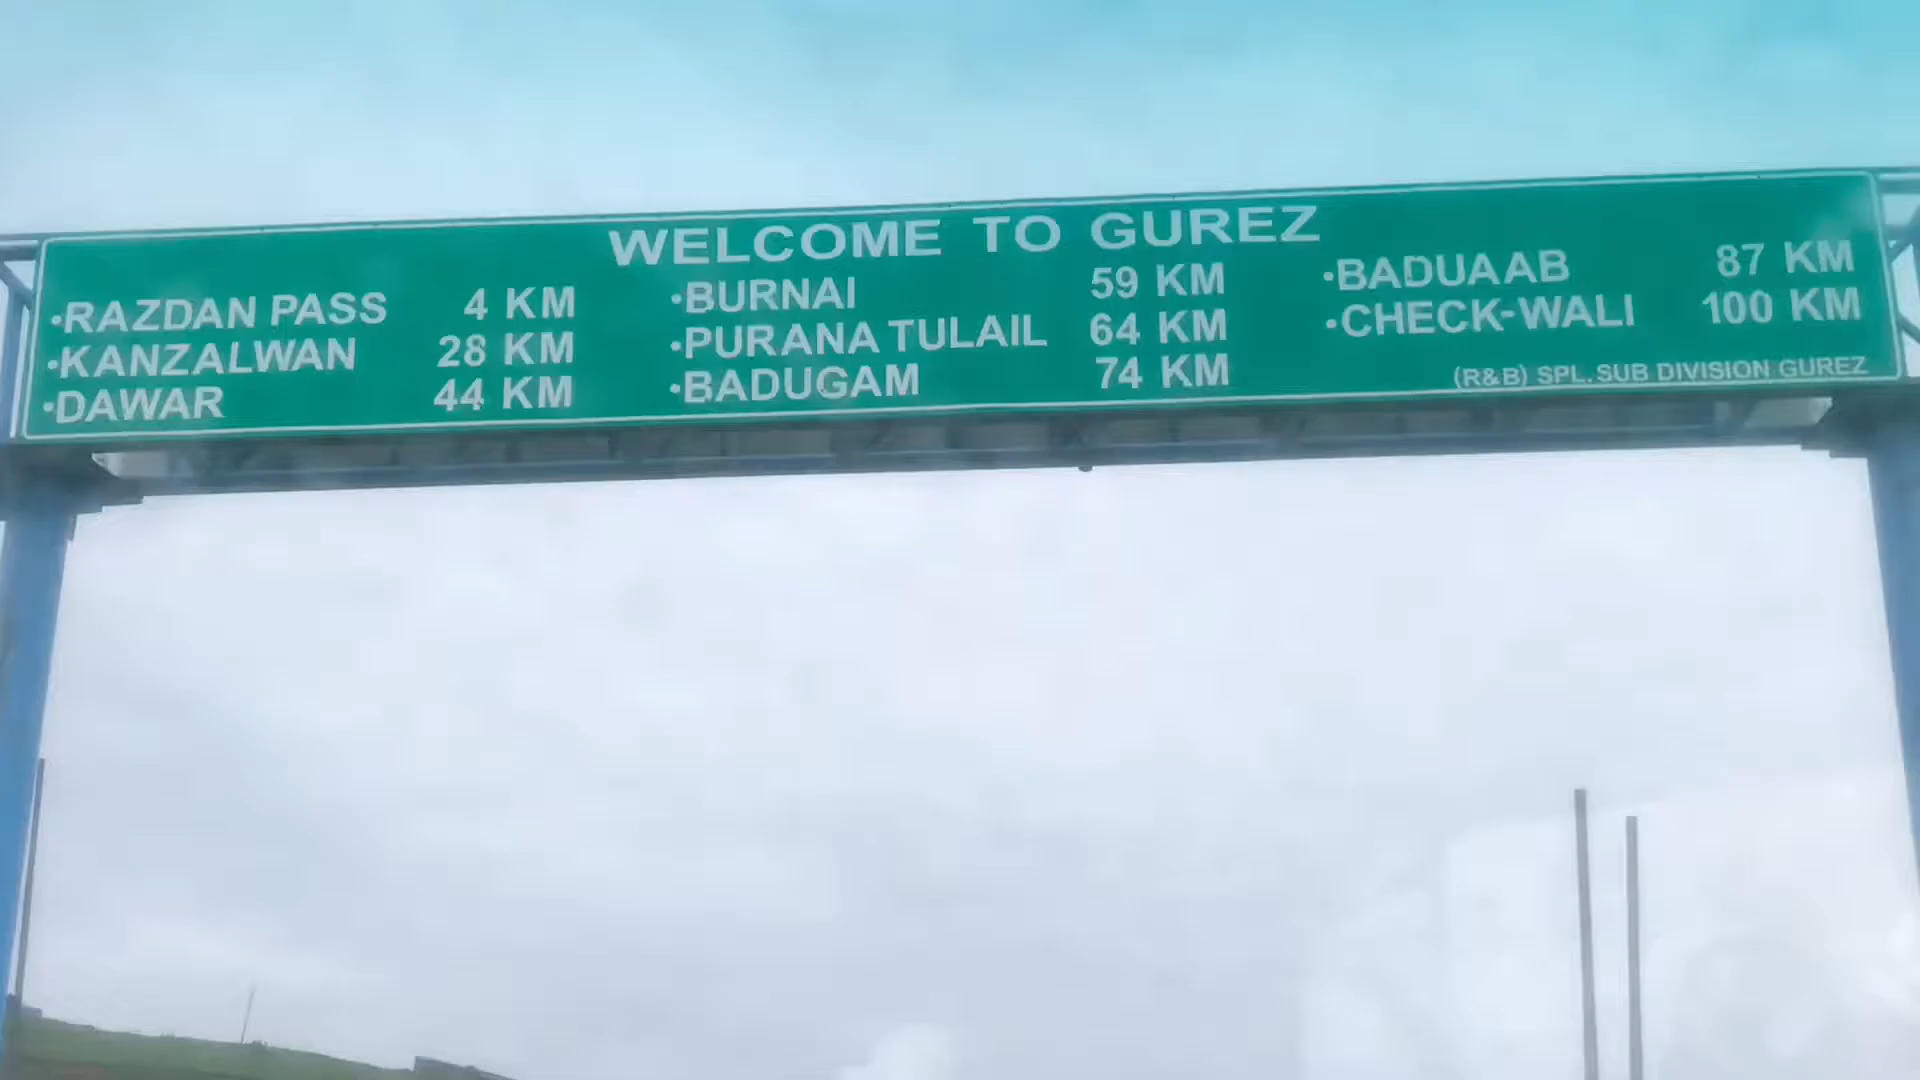 WELCOME TO GUREZ
•RAZDAN PASS 4 KM
•KANZALWAN 28 KM
•DAWAR 44 KM
•BURNAI 59 KM
•PURANA TULAIL 64 KM
•BADUGAM 74 KM
•BADUAAB 87 KM
•CHECK-WALI 100 KM
(R&B) SPL. SUB DIVISION GUREZ